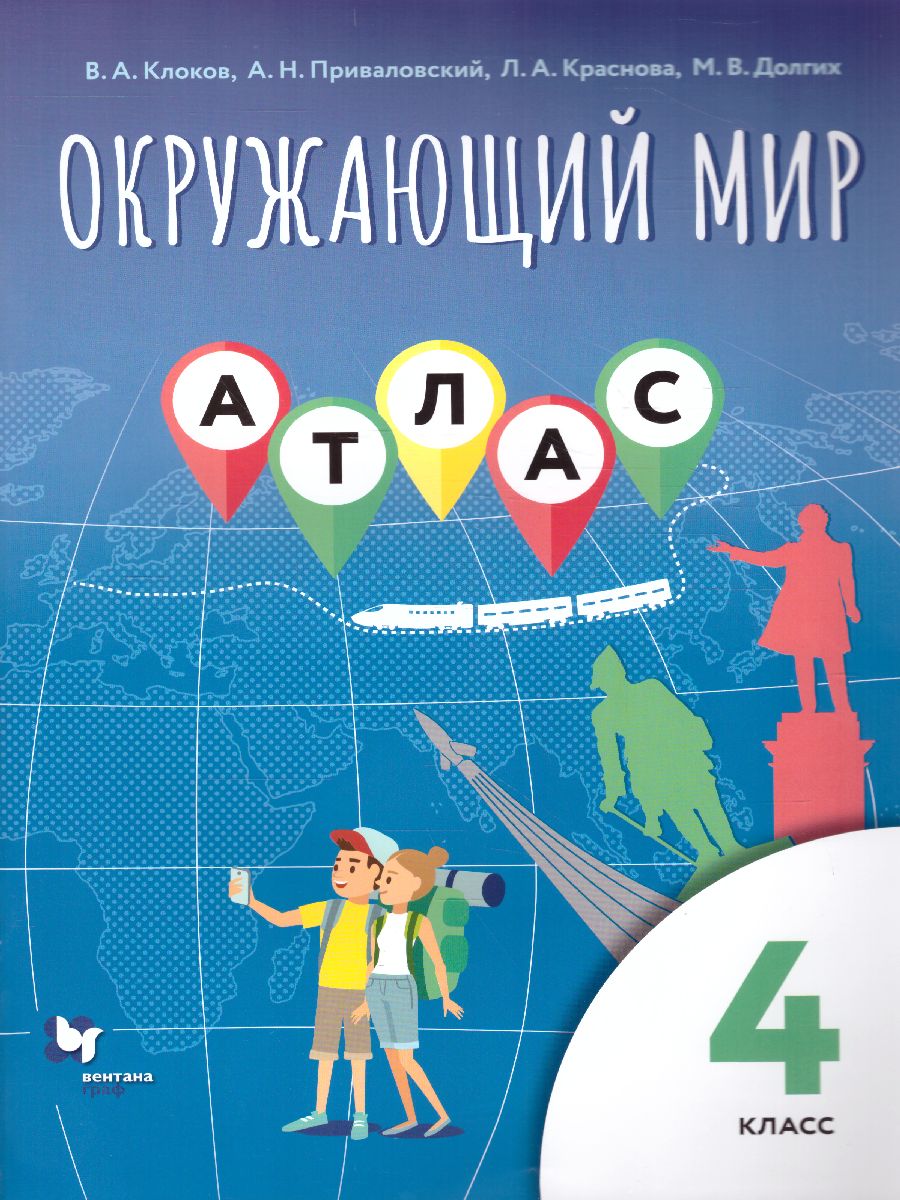 В. А. Клоков, А. Н. Приваловский, Л. А. Краснова, М. В. Долгих
ОКРУЖАЮЩИЙ МИР
АТЛАС
4
КЛАСС
вентана
граф